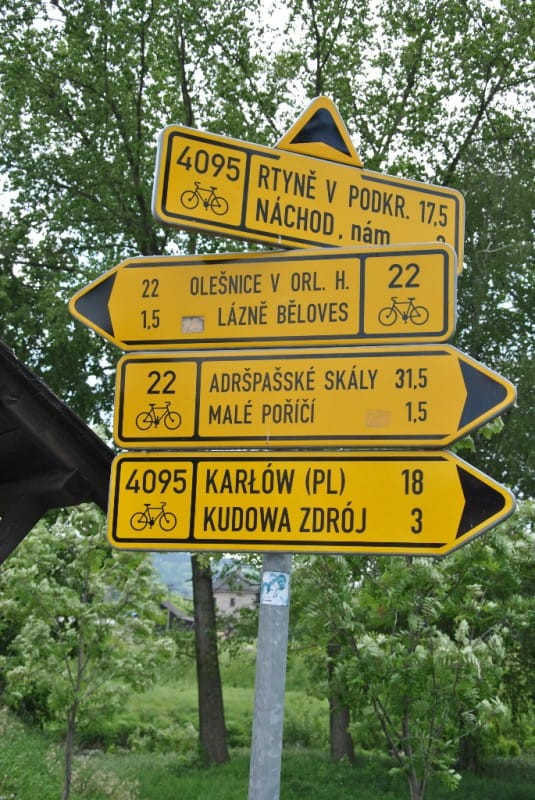 4095
RTYNĚ V PODKR. 17,5
NÁCHOD, nám
22 OLEŠNICE V ORL. H. 22
1,5 LÁZNĚ BĚLOVES
22 ADRŠPAŠSKÉ SKÁLY 31,5
MALÉ POŘÍČÍ 1,5
4095 KARŁÓW (PL) 18
KUDOWA ZDRÓJ 3